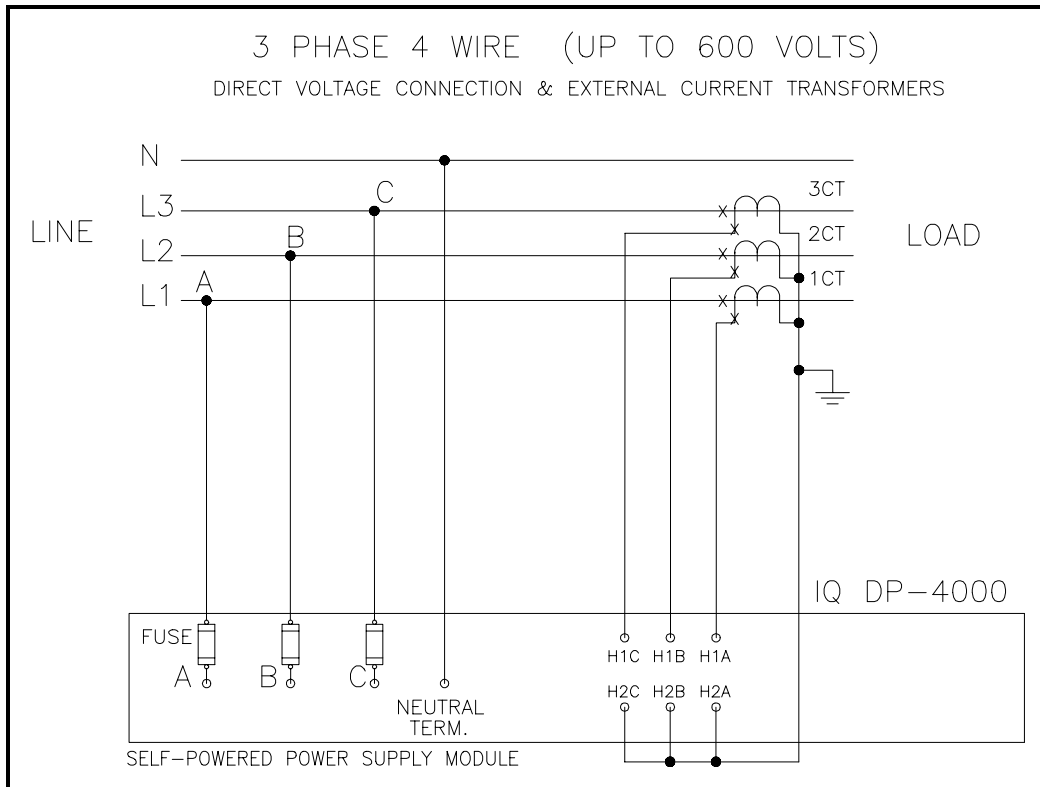 3 PHASE 4 WIRE (UP TO 600 VOLTS)
DIRECT VOLTAGE CONNECTION & EXTERNAL CURRENT TRANSFORMERS
N
3CT
C
L3
LINE
2CT
LOAD
B
L2
1CT
A
L1
IQ DP-4000
FUSE
H1C H1B H1A
A B C
H2C H2B H2A
NEUTRAL
TERM.
SELF-POWERED POWER SUPPLY MODULE